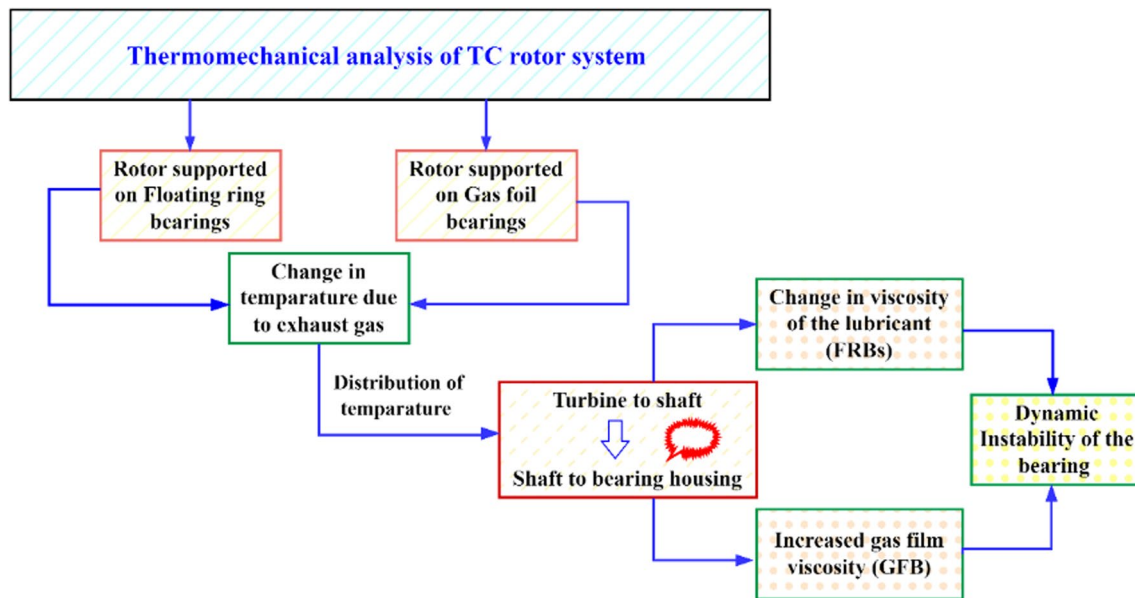 Thermomechanical analysis of TC rotor system
Rotor supported
on Floating ring
bearings
Rotor supported
on Gas foil
bearings
Change in
temparature due
to exhaust gas
Distribution of
temparature
Turbine to shaft
Shaft to bearing housing
Change in viscosity
of the lubricant
(FRBs)
Increased gas film
viscosity (GFB)
Dynamic
Instability of the
bearing